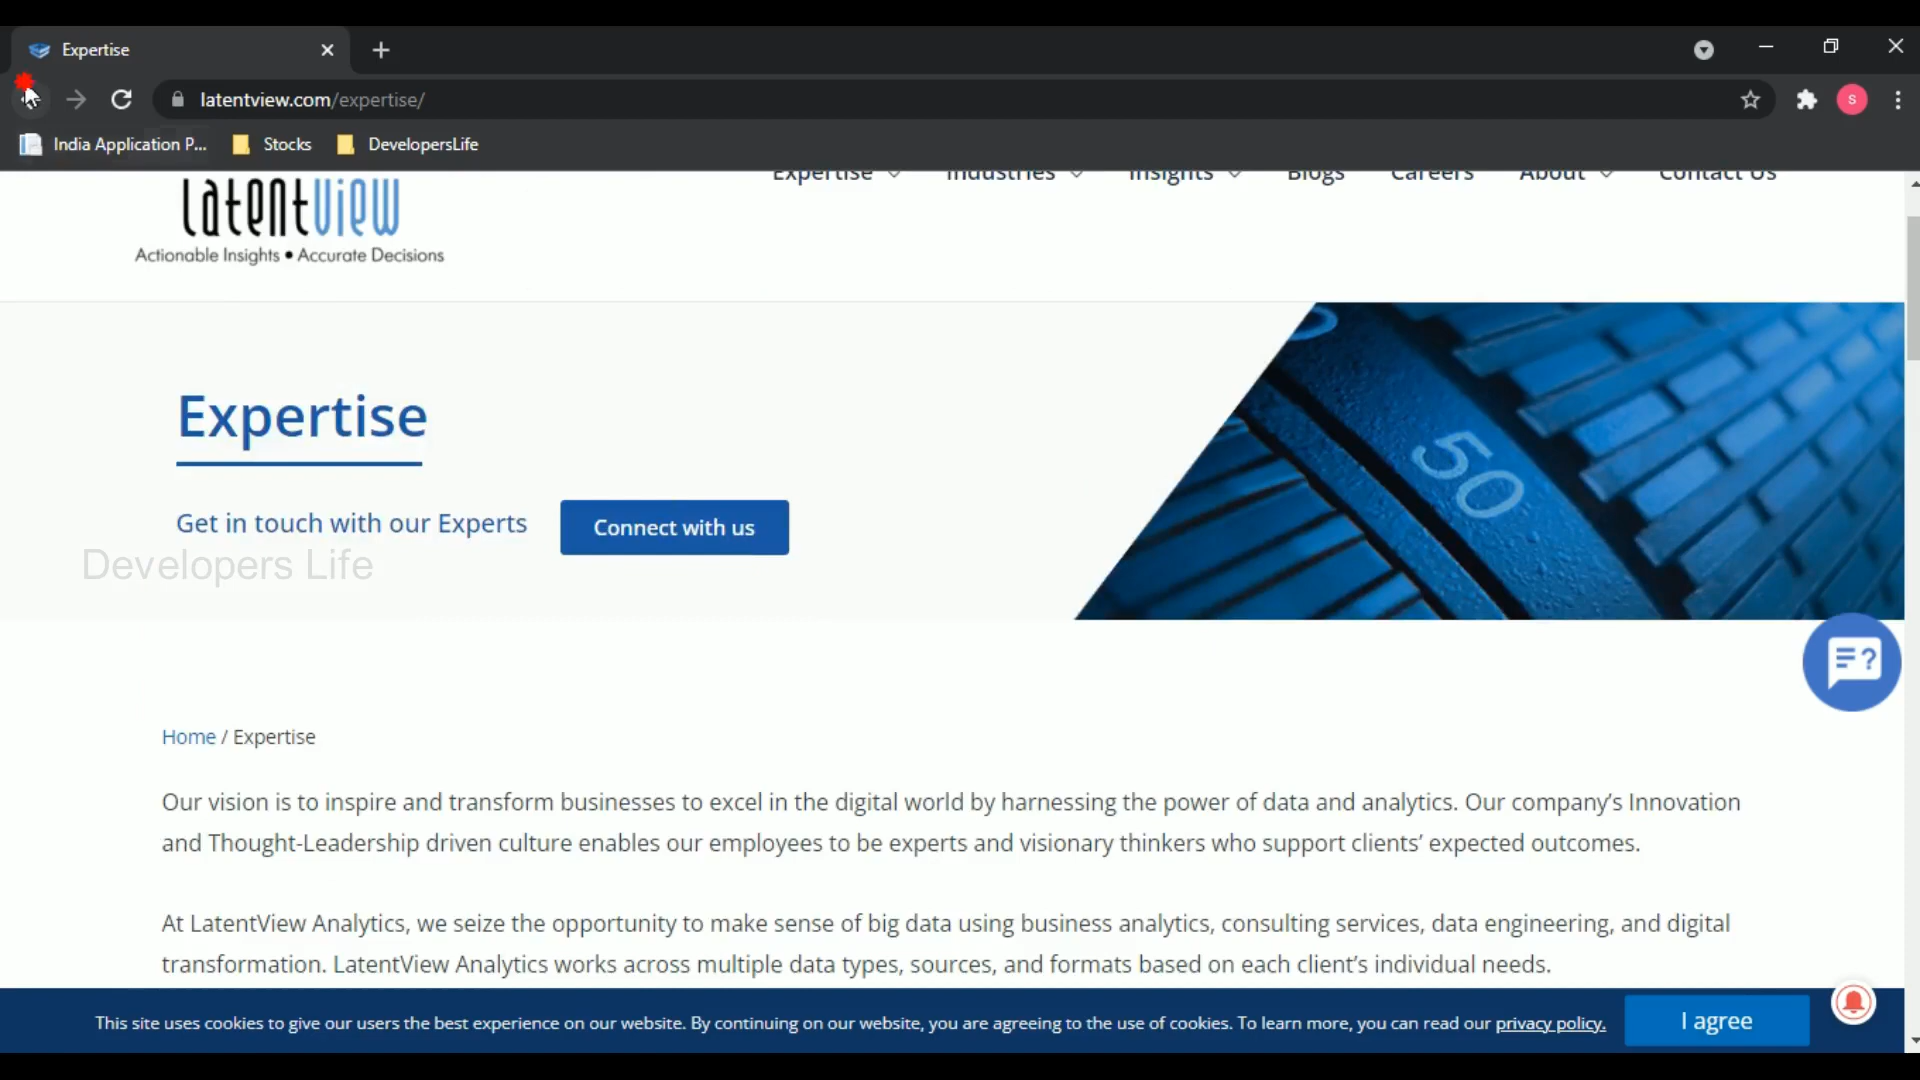 Expertise
latentview.com/expertise/
S
India Application P...
Stocks
DevelopersLife
Expertise
Industries
Insights
Blogs
Careers
About
Contact Us
latentview
Actionable Insights • Accurate Decisions
Expertise
50
Get in touch with our Experts
Connect with us
Developers Life
Home / Expertise
Our vision is to inspire and transform businesses to excel in the digital world by harnessing the power of data and analytics. Our company's Innovation
and Thought-Leadership driven culture enables our employees to be experts and visionary thinkers who support clients' expected outcomes.
At LatentView Analytics, we seize the opportunity to make sense of big data using business analytics, consulting services, data engineering, and digital
transformation. LatentView Analytics works across multiple data types, sources, and formats based on each client's individual needs.
This site uses cookies to give our users the best experience on our website. By continuing on our website, you are agreeing to the use of cookies. To learn more, you can read our privacy policy.
I agree